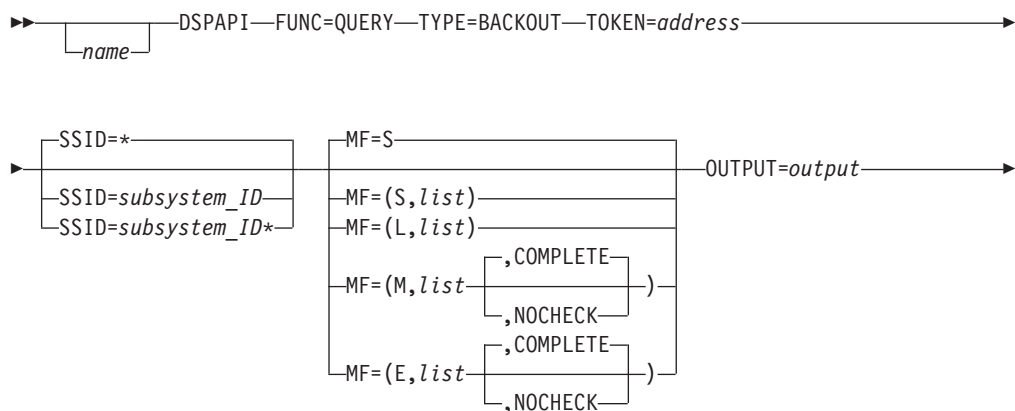 DSPAPI FUNC=QUERY TYPE=BACKOUT TOKEN=address
name
SSID=*
SSID=subsystem_ID
SSID=subsystem_ID*
MF=S
MF=(S,list)
MF=(L,list)
,COMPLETE
MF=(M,list )
,NOCHECK
,COMPLETE
MF=(E,list )
,NOCHECK
OUTPUT=output